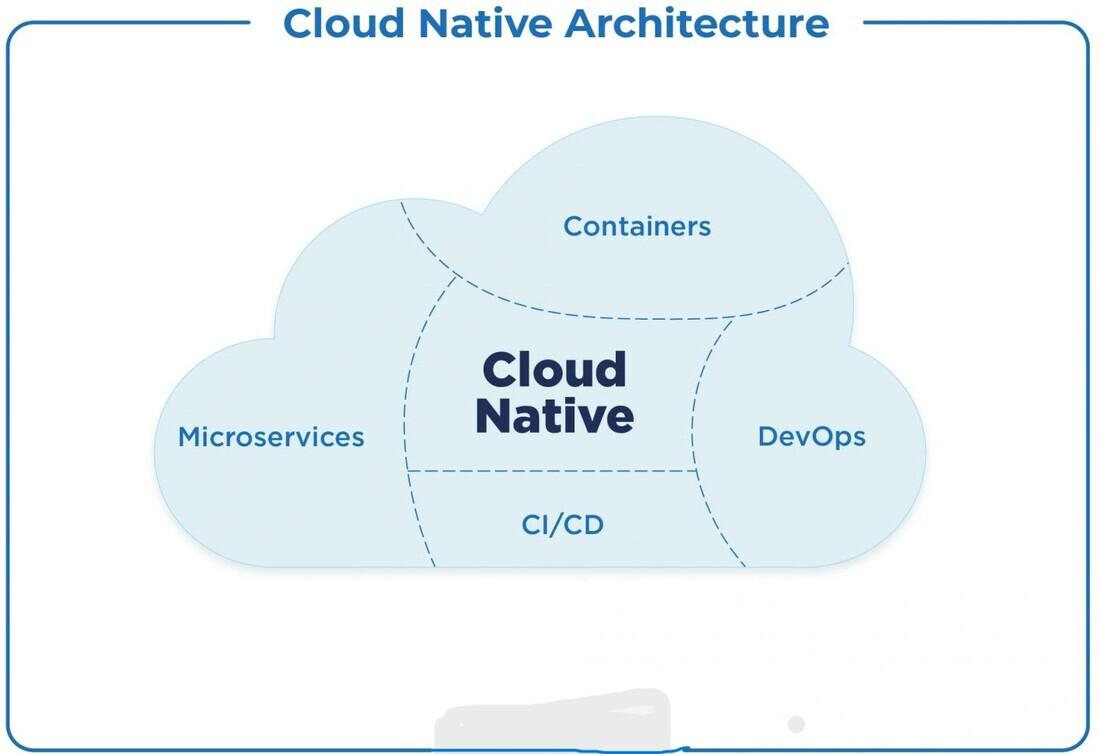 Cloud Native Architecture
Containers
Cloud
Native
Microservices
DevOps
CI/CD